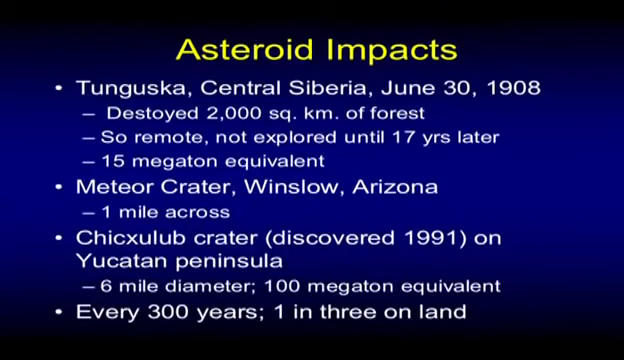 Asteroid Impacts
• Tunguska, Central Siberia, June 30, 1908
– Destoyed 2,000 sq. km. of forest
– So remote, not explored until 17 yrs later
– 15 megaton equivalent
• Meteor Crater, Winslow, Arizona
– 1 mile across
• Chicxulub crater (discovered 1991) on
Yucatan peninsula
– 6 mile diameter; 100 megaton equivalent
• Every 300 years; 1 in three on land